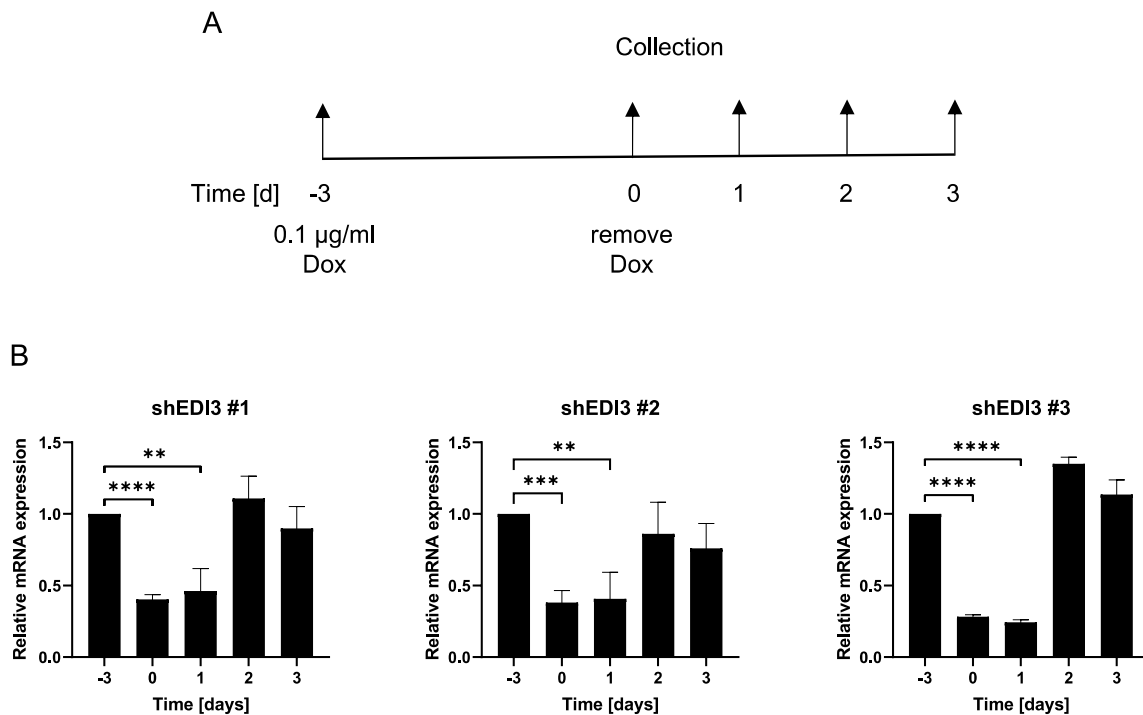 A
Collection
Time [d] -3 0 1 2 3
0.1 µg/ml remove
Dox Dox
B
shEDI3 #1
Relative mRNA expression
1.5
1.0
0.5
0.0
**
****
-3 0 1 2 3
Time [days]
shEDI3 #2
Relative mRNA expression
1.5
1.0
0.5
0.0
**
***
-3 0 1 2 3
Time [days]
shEDI3 #3
Relative mRNA expression
1.5
1.0
0.5
0.0
****
****
-3 0 1 2 3
Time [days]